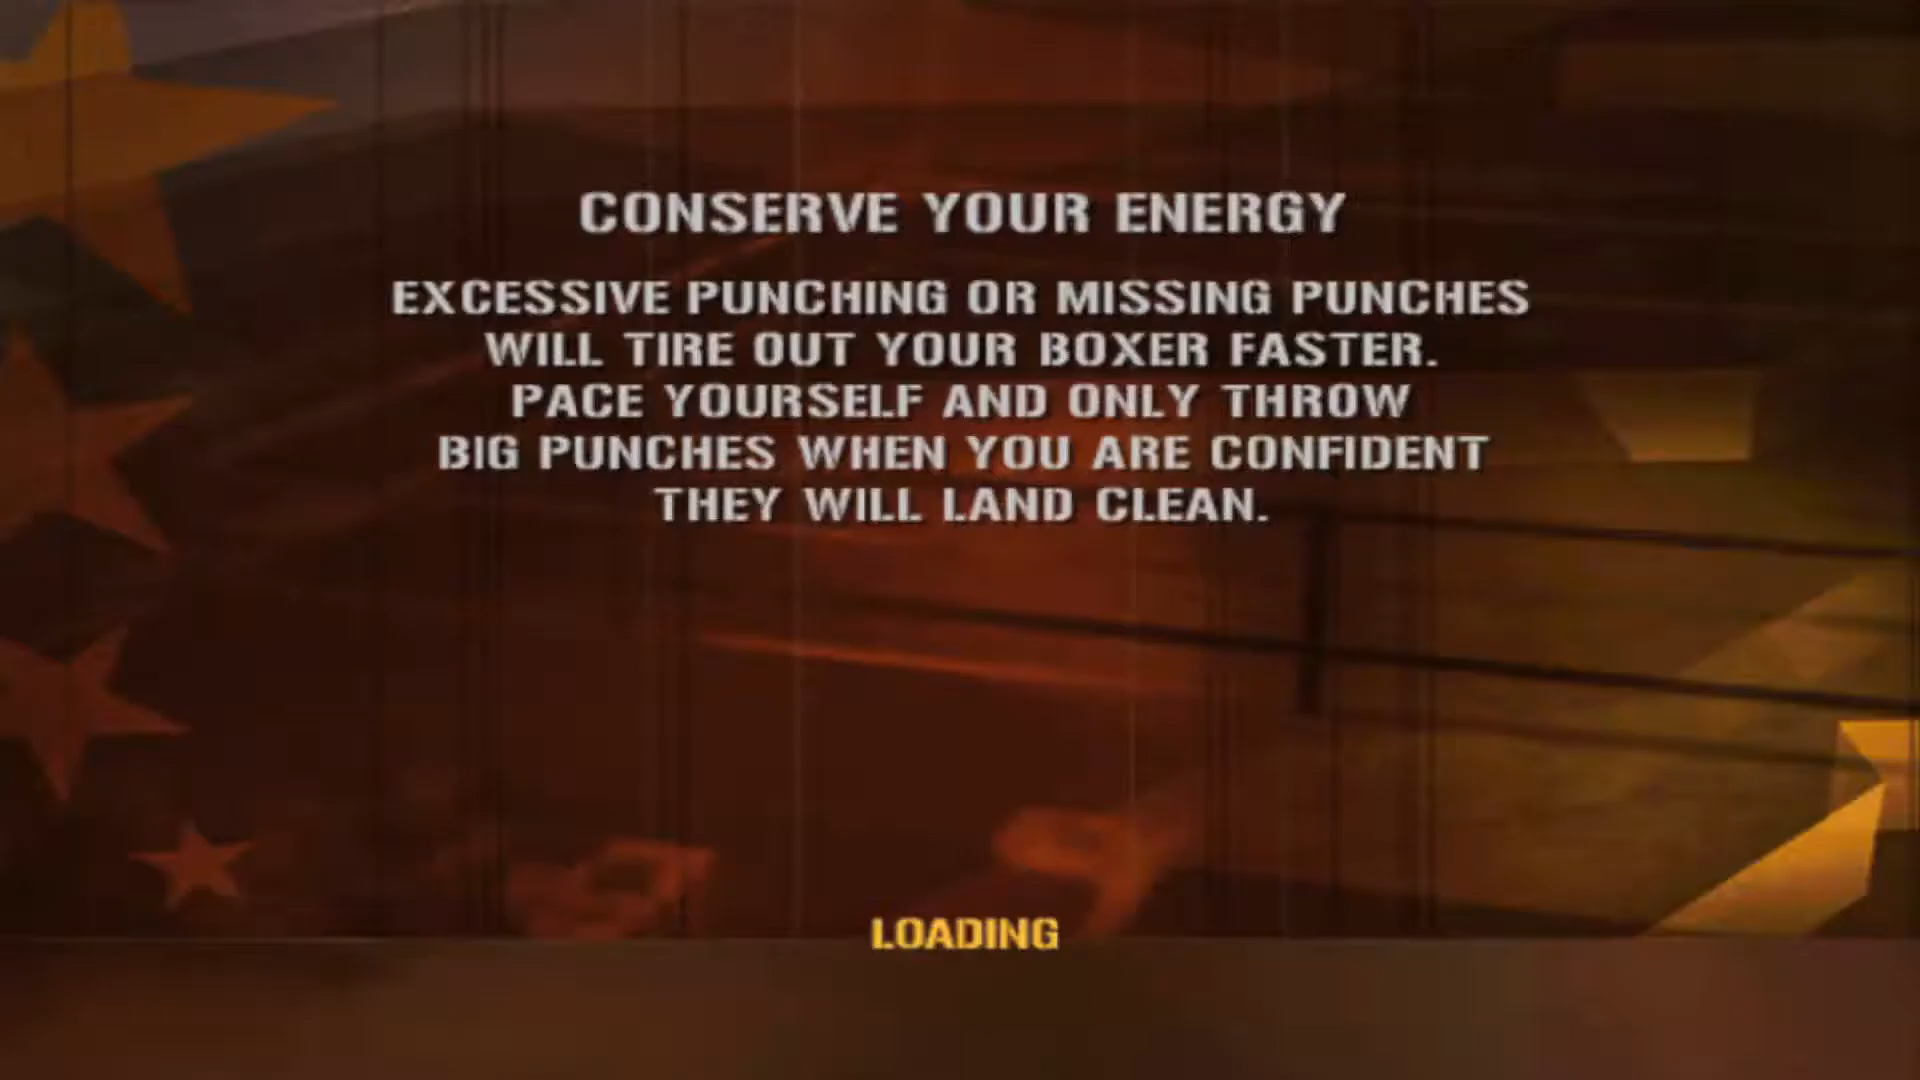 CONSERVE YOUR ENERGY
EXCESSIVE PUNCHING OR MISSING PUNCHES
WILL TIRE OUT YOUR BOXER FASTER.
PACE YOURSELF AND ONLY THROW
BIG PUNCHES WHEN YOU ARE CONFIDENT
THEY WILL LAND CLEAN.
LOADING